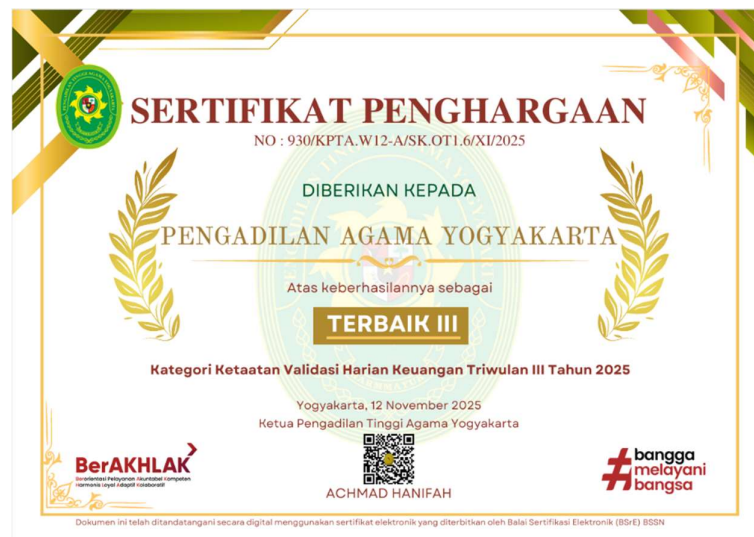 SERTIFIKAT PENGHARGAAN
NO : 930/KPTA.W12-A/SK.OT1.6/XI/2025
DIBERIKAN KEPADA
PENGADILAN AGAMA YOGYAKARTA
Atas keberhasilannya sebagai
TERBAIK III
Kategori Ketaatan Validasi Harian Keuangan Triwulan III Tahun 2025
Yogyakarta, 12 November 2025
Ketua Pengadilan Tinggi Agama Yogyakarta
ACHMAD HANIFAH
BerAKHLAK
Berorientasi Pelayanan Akuntabel Kompeten
Harmonis Loyal Adaptif Kolaboratif
#bangga
melayani
bangsa
Dokumen ini telah ditandatangani secara digital menggunakan sertifikat elektronik yang diterbitkan oleh Balai Sertifikasi Elektronik (BSrE) BSSN